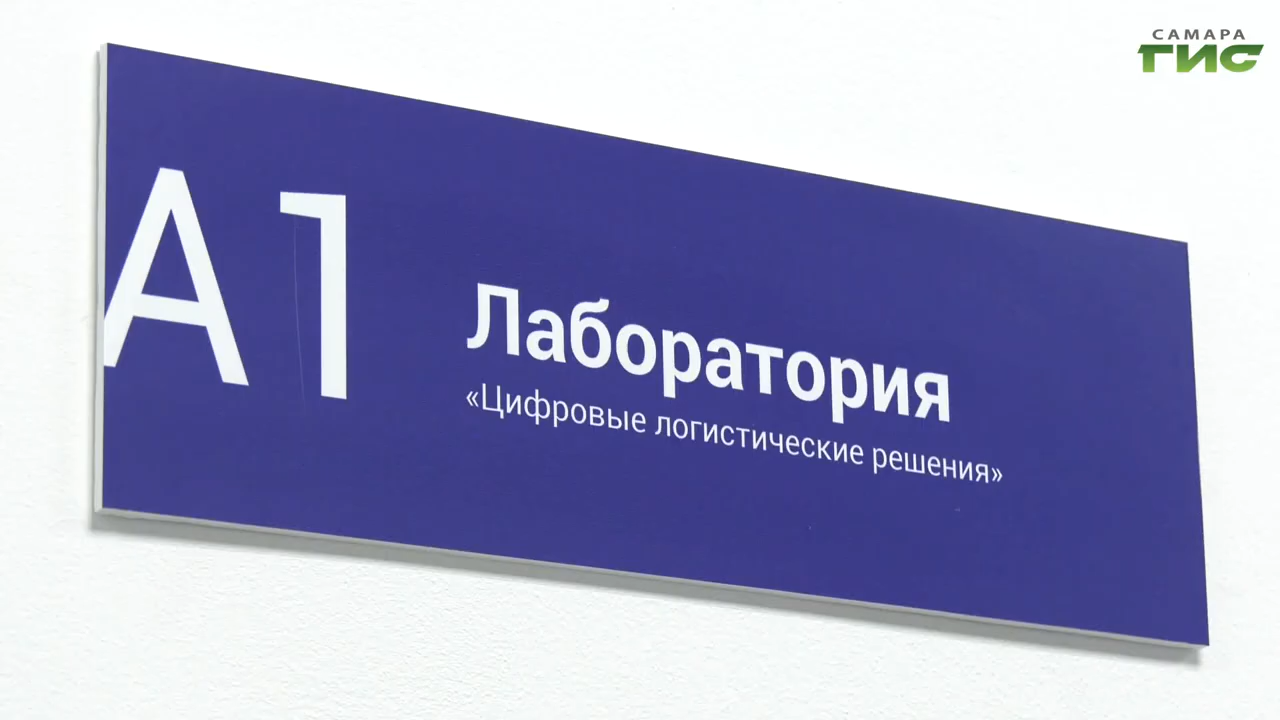 САМАРА
ГИС
А1
Лаборатория
«Цифровые логистические решения»